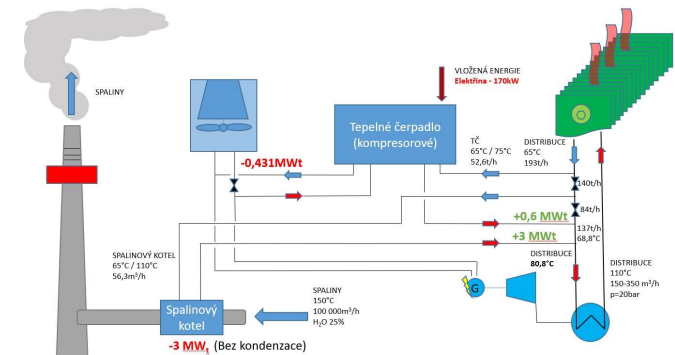 SPALINY
VLOŽENÁ ENERGIE
Elektřina - 170kW
Tepelné čerpadlo
(kompresorové)
-0,431MWt
TČ
65°C / 75°C
52,6t/h
DISTRIBUCE
65°C
193t/h
140t/h
84t/h
+0,6 MWt
137t/h
68,8°C
+3 MWt
SPALINOVÝ KOTEL
65°C / 110°C
56,3m³/h
DISTRIBUCE
80,8°C
DISTRIBUCE
110°C
150-350 m³/h
p=20bar
G
SPALINY
150°C
100 000m³/h
H₂O 25%
Spalinový
kotel
-3 MWt (Bez kondenzace)